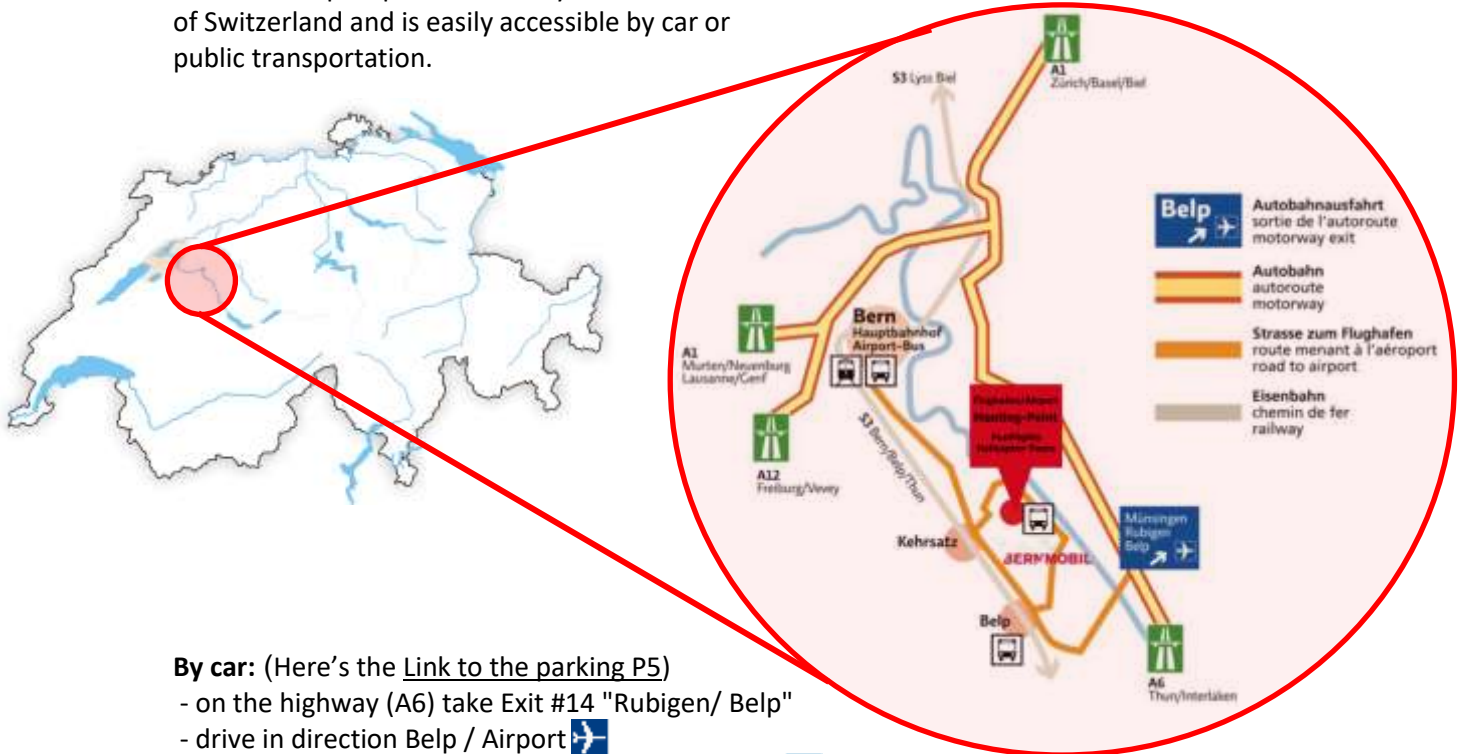 of Switzerland and is easily accessible by car or
public transportation.
A1
Zürich/Basel/Biel
S3 Lyss Biel
Belp
Autobahnausfahrt
sortie de l'autoroute
motorway exit
Autobahn
autoroute
motorway
Strasse zum Flughafen
route menant à l'aéroport
road to airport
Eisenbahn
chemin de fer
railway
Bern
Hauptbahnhof
Airport-Bus
A1
Murten/Neuenburg
Lausanne/Genf
Flughafen/Airport
Meeting-Point
S3 Bern/Belp/Thun
A12
Freiburg/Vevey
Kehrsatz
BERNMOBIL
Münsingen
Rubigen
Belp
Belp
A6
Thun/Interlaken
By car: (Here's the Link to the parking P5)
- on the highway (A6) take Exit #14 "Rubigen/ Belp"
- drive in direction Belp / Airport